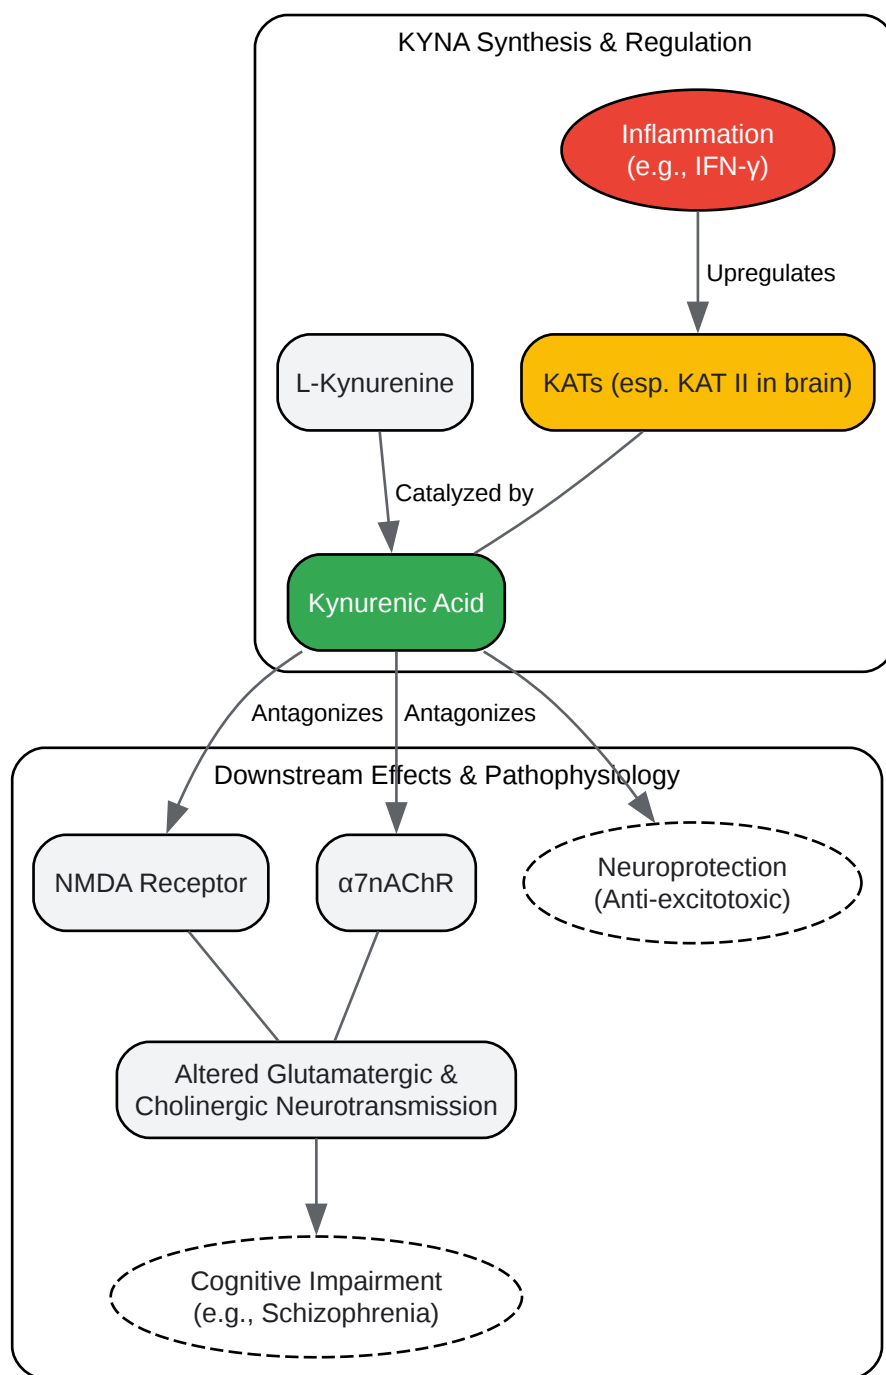 KYNA Synthesis & Regulation
Inflammation
(e.g., IFN-γ)
Upregulates
L-Kynurenine
KATs (esp. KAT II in brain)
Catalyzed by
Kynurenic Acid
Antagonizes
Antagonizes
Downstream Effects & Pathophysiology
NMDA Receptor
α7nAChR
Neuroprotection
(Anti-excitotoxic)
Altered Glutamatergic &
Cholinergic Neurotransmission
Cognitive Impairment
(e.g., Schizophrenia)